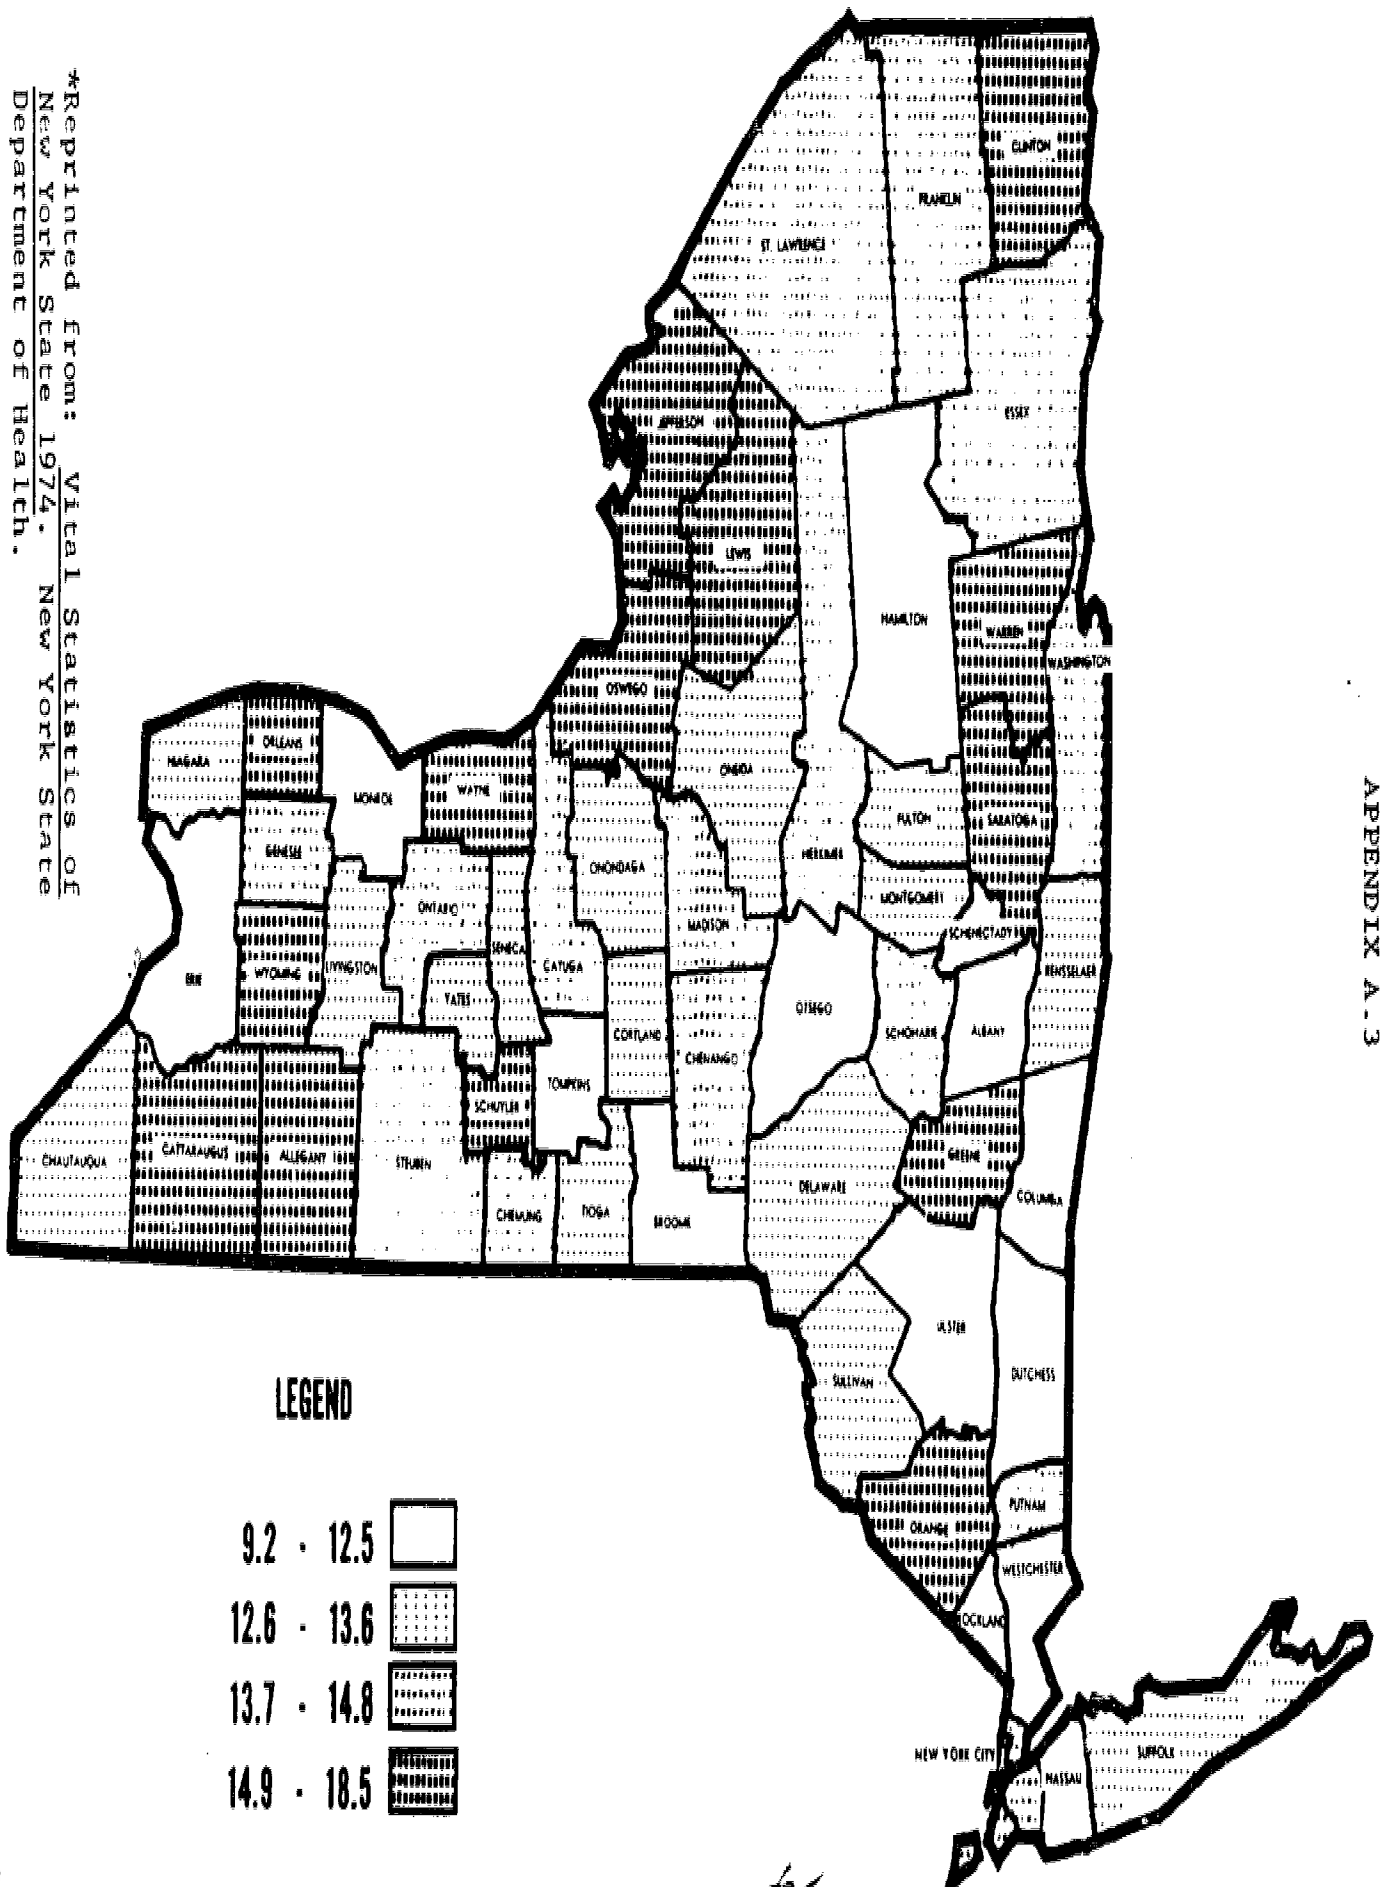 APPENDIX A.3
CLINTON
FRANKLIN
ST. LAWRENCE
ESSEX
JEFFERSON
LEWIS
HAMILTON
WARREN
WASHINGTON
OSWEGO
ONEIDA
NIAGARA
ORLEANS
MONROE
WAYNE
HERKIMER
FULTON
SARATOGA
GENESEE
ONTARIO
ONONDAGA
MADISON
MONTGOMERY
SCHENECTADY
ERIE
WYOMING
LIVINGSTON
SENECA
CAYUGA
YATES
CORTLAND
CHENANGO
OTSEGO
SCHOHARIE
ALBANY
RENSSELAER
TOMPKINS
SCHUYLER
CHAUTAUQUA
CATTARAUGUS
ALLEGANY
STEUBEN
CHEMUNG
TIOGA
BROOME
DELAWARE
GREENE
COLUMBIA
ULSTER
DUTCHESS
SULLIVAN
ORANGE
PUTNAM
WESTCHESTER
OCKLAND
NEW YORK CITY
NASSAU
SUFFOLK
LEGEND
9.2 - 12.5
12.6 - 13.6
13.7 - 14.8
14.9 - 18.5
*Reprinted from: Vital Statistics of
New York State 1974. New York State
Department of Health.